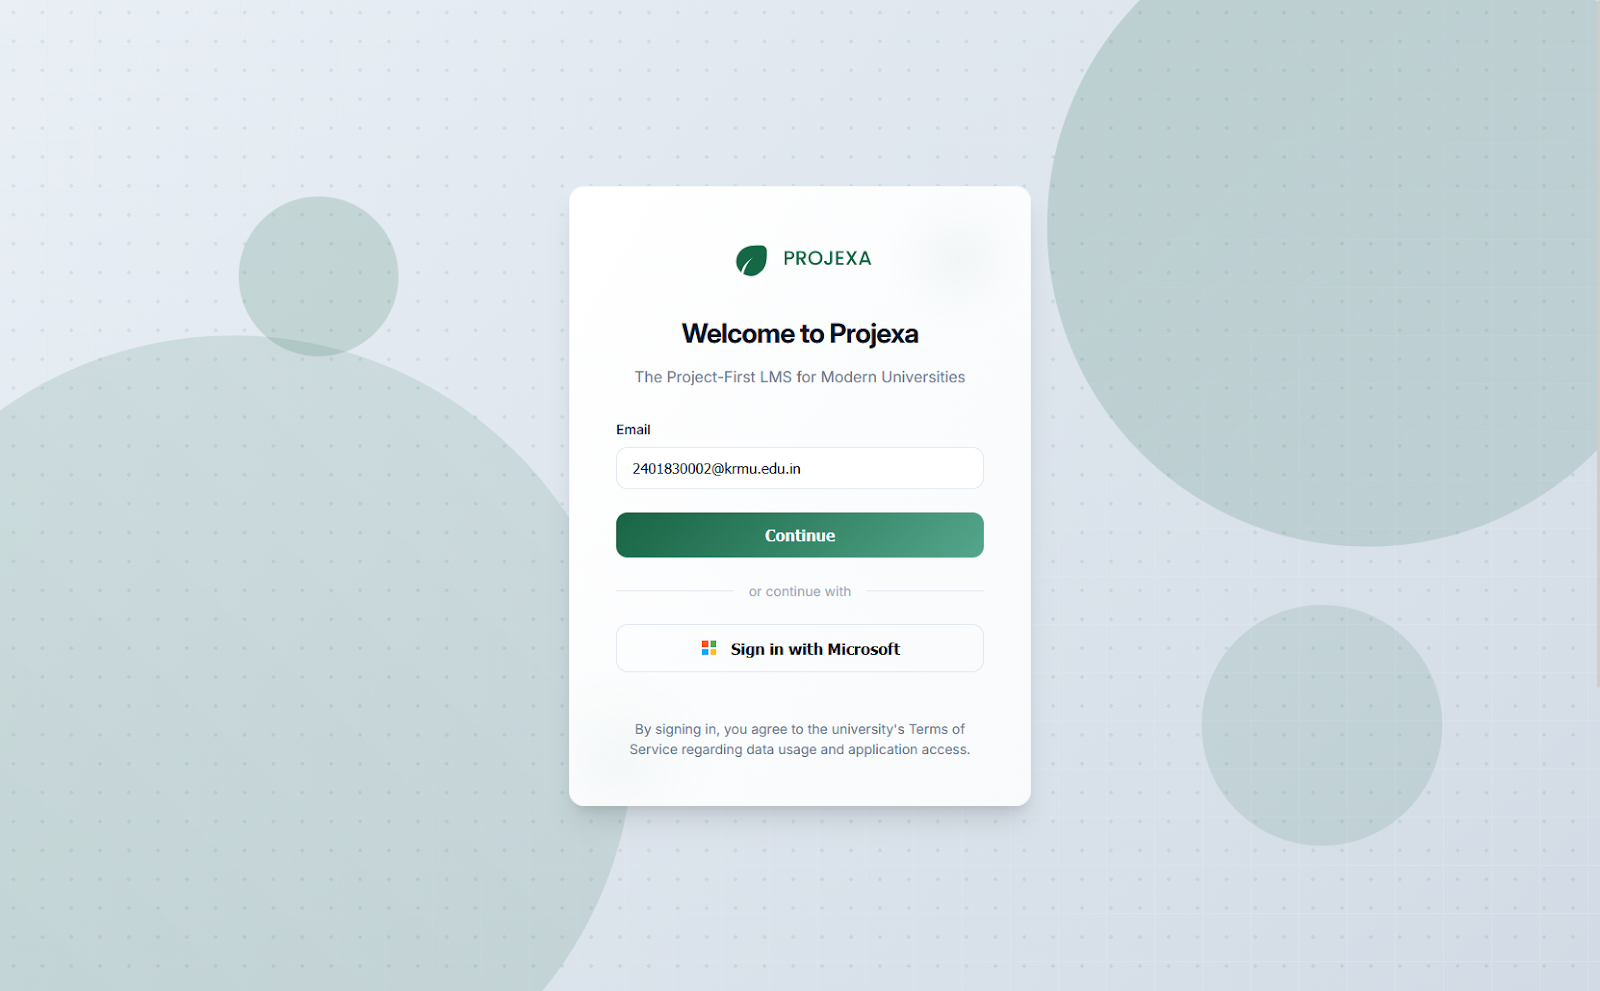 PROJEXA
Welcome to Projexa
The Project-First LMS for Modern Universities
Email
2401830002@krmu.edu.in
Continue
or continue with
Sign in with Microsoft
By signing in, you agree to the university's Terms of
Service regarding data usage and application access.